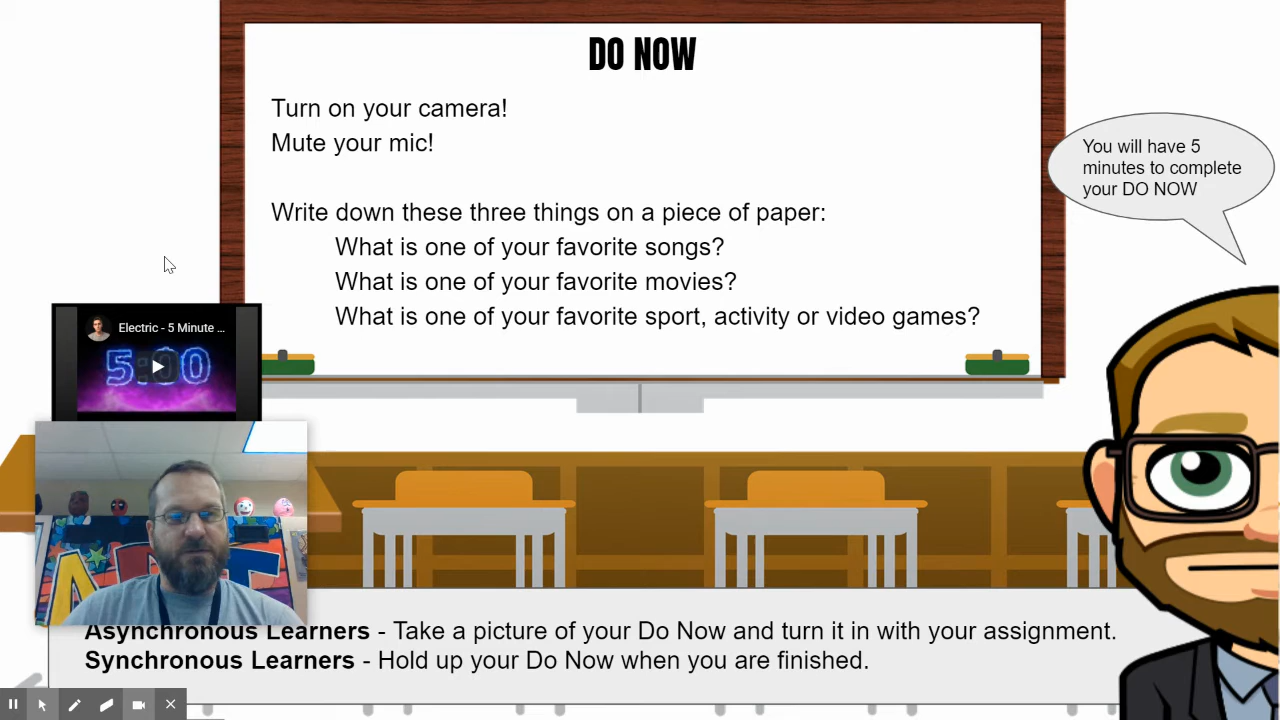 DO NOW
Turn on your camera!
Mute your mic!
Write down these three things on a piece of paper:
What is one of your favorite songs?
What is one of your favorite movies?
What is one of your favorite sport, activity or video games?
You will have 5
minutes to complete
your DO NOW
Electric - 5 Minute ...
5:00
ART
Asynchronous Learners - Take a picture of your Do Now and turn it in with your assignment.
Synchronous Learners - Hold up your Do Now when you are finished.